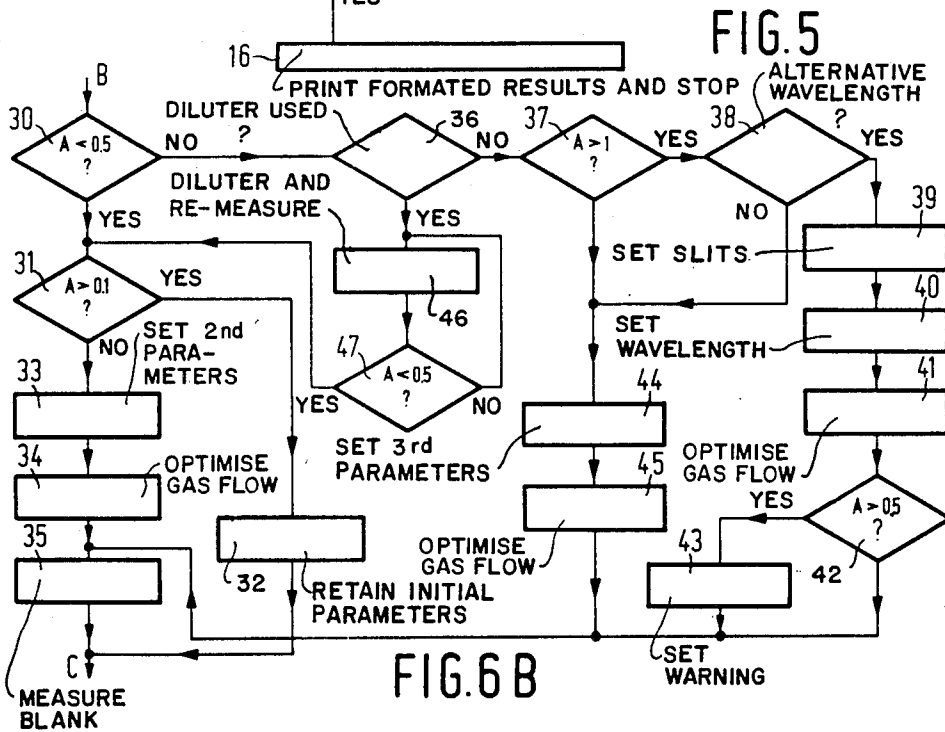 YES
FIG.5
16
PRINT FORMATED RESULTS AND STOP
B
30
A < 0.5
?
NO
YES
DILUTER USED
?
36
NO
YES
37
A > 1
?
YES
38
ALTERNATIVE
WAVELENGTH
?
YES
NO
DILUTER AND
RE-MEASURE
46
47
A < 0.5
?
YES
NO
31
A > 0.1
?
YES
NO
SET 2nd
PARA-
METERS
33
34
OPTIMISE
GAS FLOW
35
MEASURE
BLANK
C
32
RETAIN INITIAL
PARAMETERS
SET 3rd
PARAMETERS
44
45
OPTIMISE
GAS FLOW
SET SLITS
39
SET
WAVELENGTH
40
41
OPTIMISE
GAS FLOW
A > 0.5
?
42
YES
43
SET
WARNING
FIG.6B